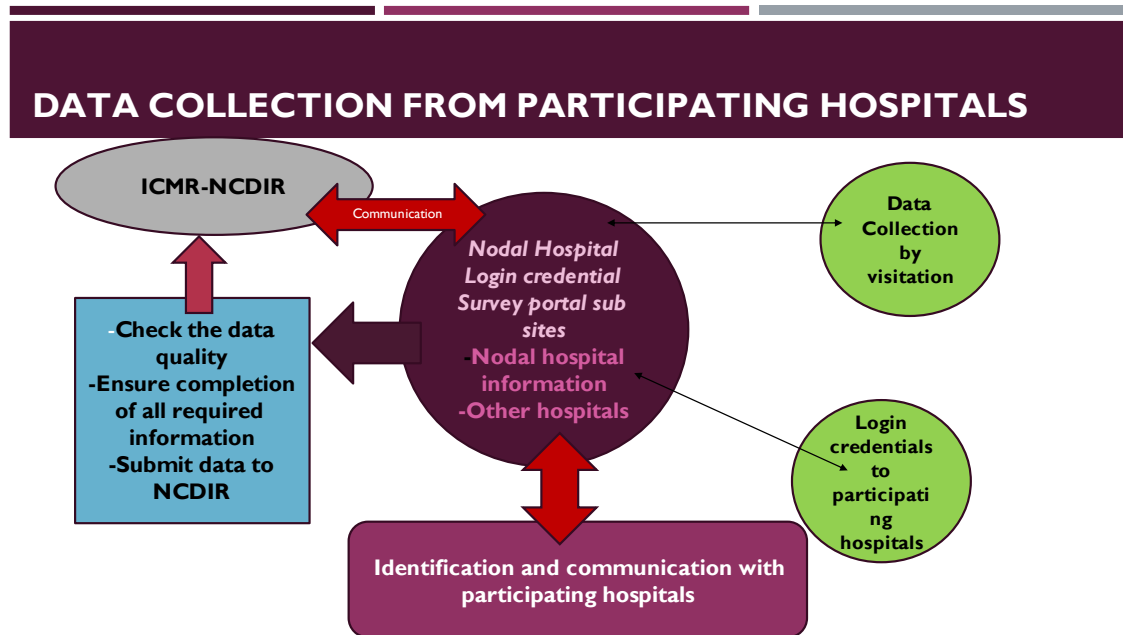 DATA COLLECTION FROM PARTICIPATING HOSPITALS
ICMR-NCDIR
Communication
Nodal Hospital
Login credential
Survey portal sub
sites
-Nodal hospital
information
-Other hospitals
Data
Collection
by
visitation
-Check the data
quality
-Ensure completion
of all required
information
-Submit data to
NCDIR
Login
credentials
to
participati
ng
hospitals
Identification and communication with
participating hospitals